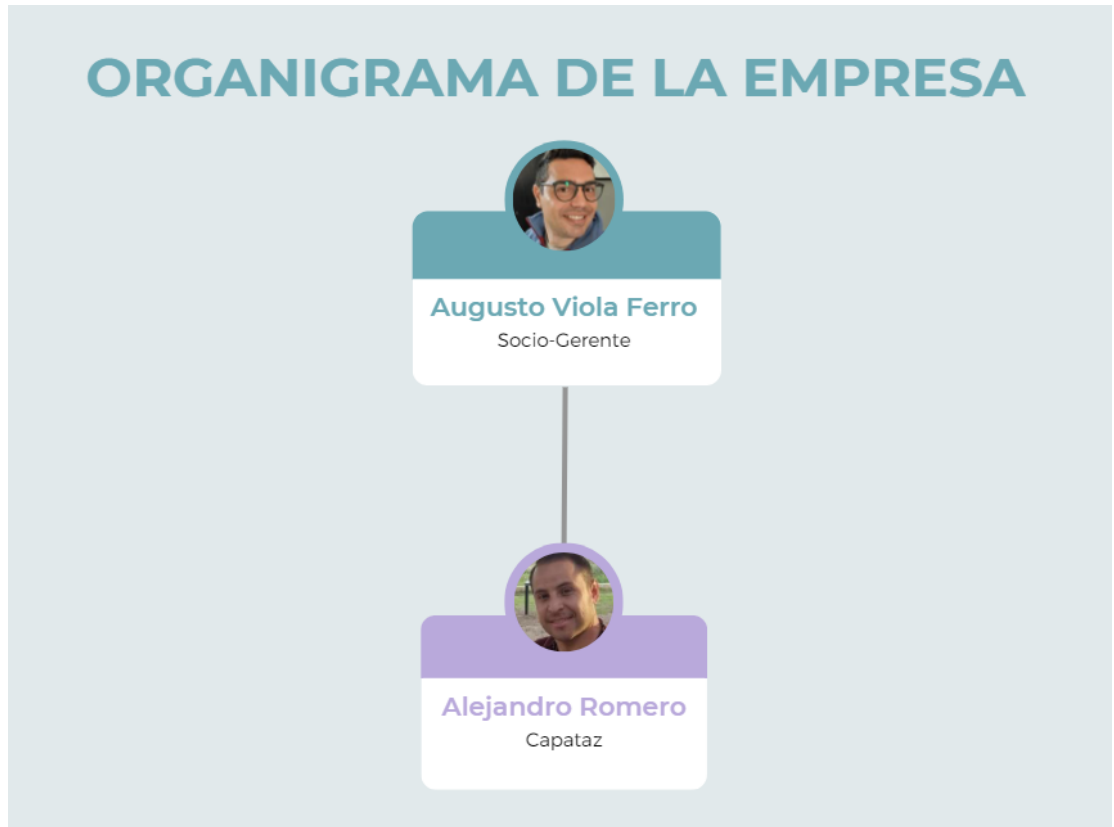 ORGANIGRAMA DE LA EMPRESA
Augusto Viola Ferro
Socio-Gerente
Alejandro Romero
Capataz